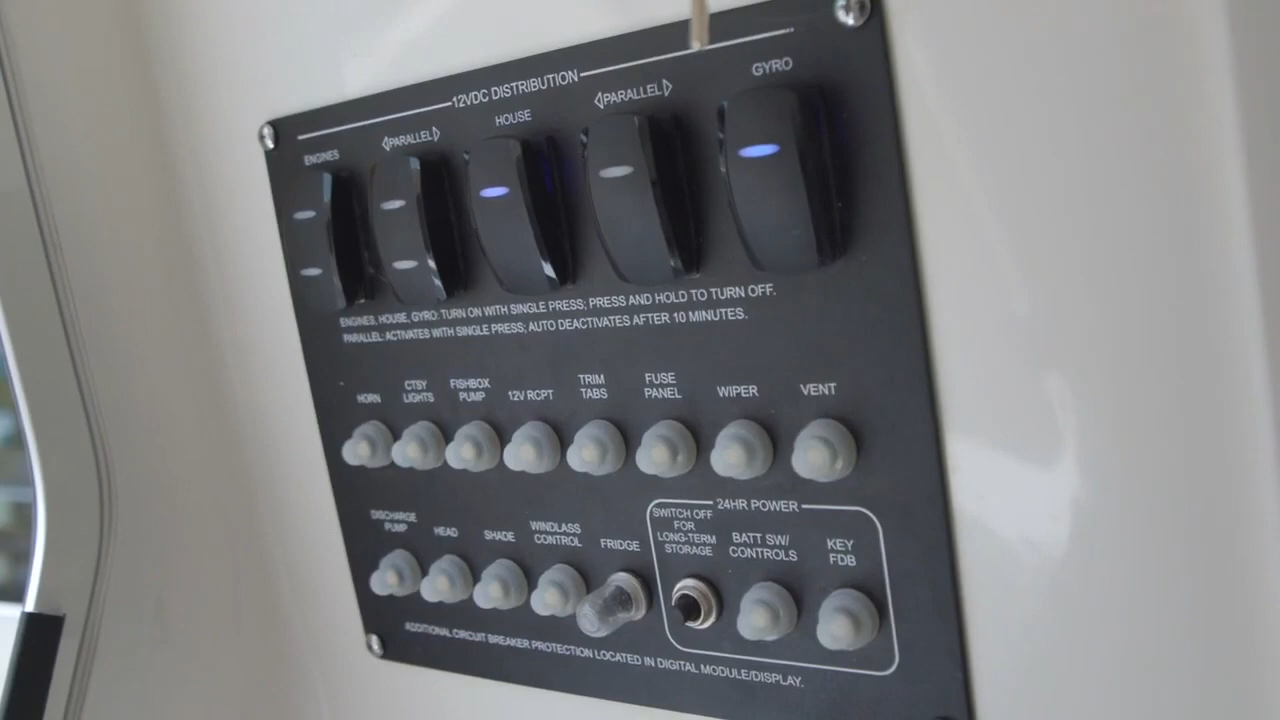 12VDC DISTRIBUTION
ENGINES
◁PARALLEL▷
HOUSE
◁PARALLEL▷
GYRO
ENGINES, HOUSE, GYRO: TURN ON WITH SINGLE PRESS; PRESS AND HOLD TO TURN OFF.
PARALLEL: ACTIVATES WITH SINGLE PRESS; AUTO DEACTIVATES AFTER 10 MINUTES.
HORN
CTSY
LIGHTS
FISHBOX
PUMP
12V RCPT
TRIM
TABS
FUSE
PANEL
WIPER
VENT
DISCHARGE
PUMP
HEAD
SHADE
WINDLASS
CONTROL
FRIDGE
24HR POWER
SWITCH OFF
FOR
LONG-TERM
STORAGE
BATT SW/
CONTROLS
KEY
FDB
ADDITIONAL CIRCUIT BREAKER PROTECTION LOCATED IN DIGITAL MODULE/DISPLAY.